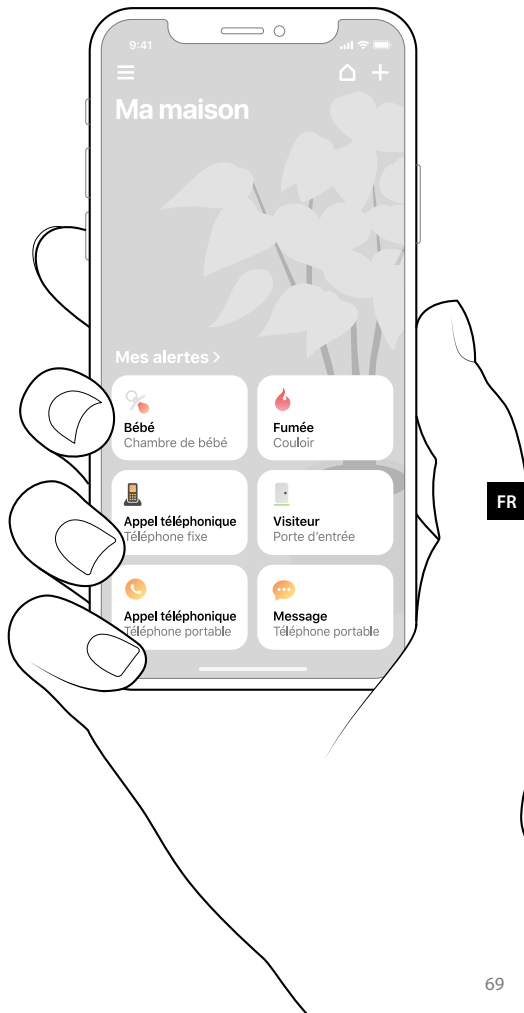 9:41
Ma maison
Mes alertes >
Bébé
Chambre de bébé
Fumée
Couloir
Appel téléphonique
Téléphone fixe
Visiteur
Porte d'entrée
Appel téléphonique
Téléphone portable
Message
Téléphone portable
FR
69